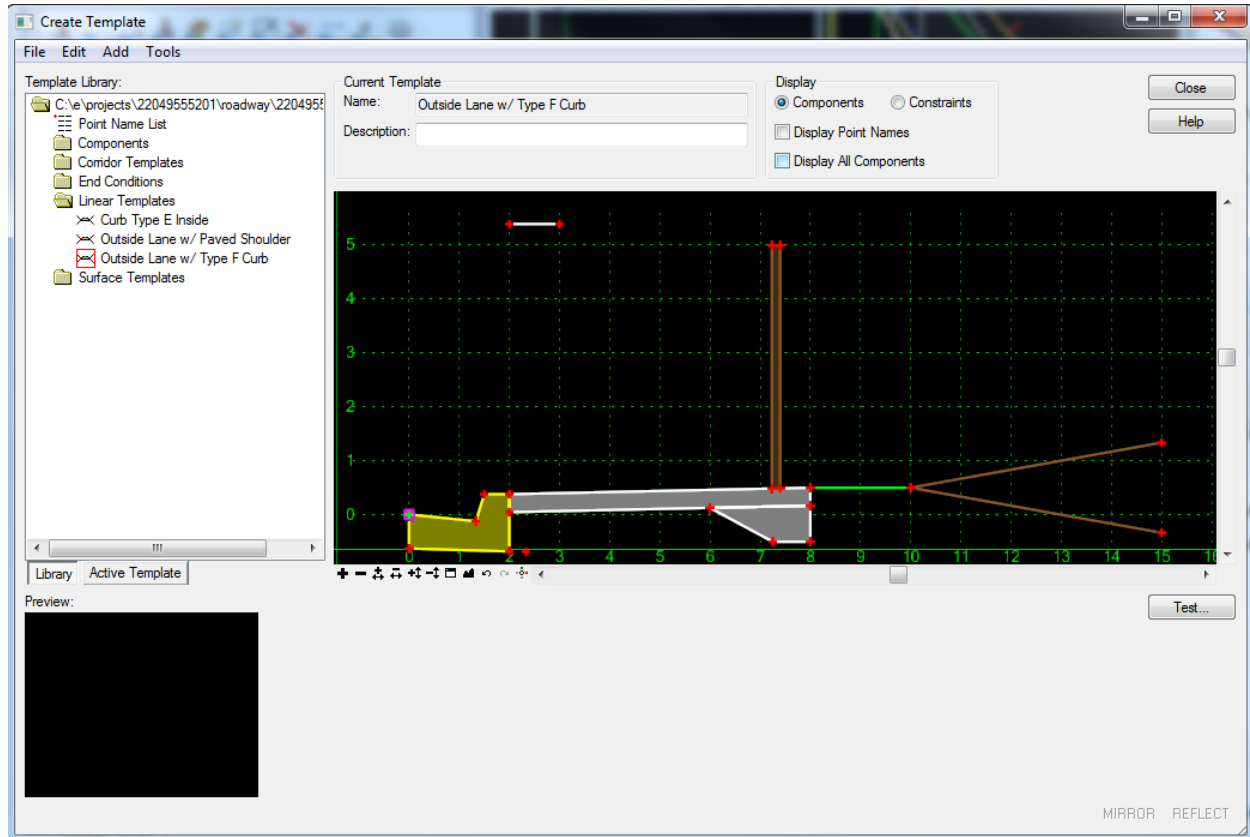 Create Template
File Edit Add Tools
Template Library:
C:\e\projects\22049555201\roadway\220495
Point Name List
Components
Corridor Templates
End Conditions
Linear Templates
Curb Type E Inside
Outside Lane w/ Paved Shoulder
Outside Lane w/ Type F Curb
Surface Templates
Library Active Template
Current Template
Name: Outside Lane w/ Type F Curb
Description:
Display
Components Constraints
Display Point Names
Display All Components
Close
Help
5
4
3
2
1
0
0 1 2 3 4 5 6 7 8 9 10 11 12 13 14 15 16
Preview:
Test...
MIRROR REFLECT